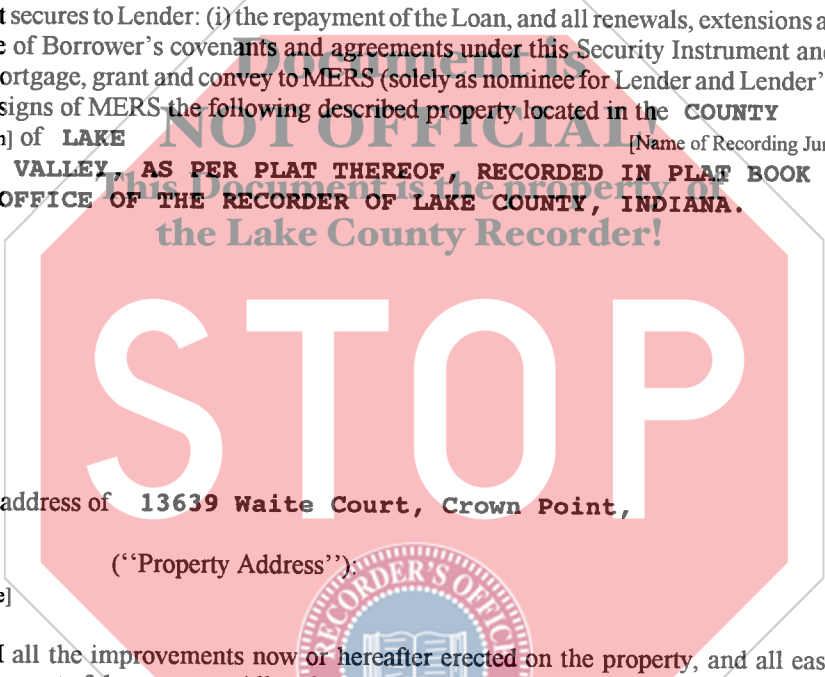 t secures to Lender: (i) the repayment of the Loan, and all renewals, extensions a
e of Borrower's covenants and agreements under this Security Instrument and
Document is
ortgage, grant and convey to MERS (solely as nominee for Lender and Lender'
signs of MERS the following described property located in the COUNTY
NOT OFFICIAL
n] of LAKE [Name of Recording Jur
VALLEY, AS PER PLAT THEREOF, RECORDED IN PLAT BOOK
This Document is the property of
OFFICE OF THE RECORDER OF LAKE COUNTY, INDIANA.
the Lake County Recorder!
STOP
address of 13639 Waite Court, Crown Point,
(“Property Address”):
e]
RECORDER'S OFFICE
all the improvements now or hereafter erected on the property, and all eas